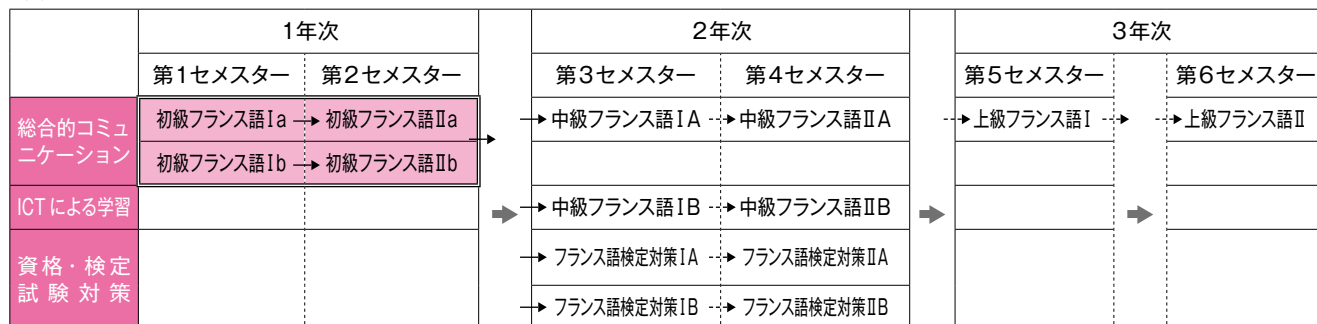 1年次 2年次 3年次
第1セメスター 第2セメスター 第3セメスター 第4セメスター 第5セメスター 第6セメスター
総合的コミュ
ニケーション
初級フランス語Ⅰa → 初級フランス語Ⅱa → 中級フランス語ⅠA → 中級フランス語ⅡA → 上級フランス語Ⅰ → → 上級フランス語Ⅱ
初級フランス語Ⅰb → 初級フランス語Ⅱb
ICTによる学習 → 中級フランス語ⅠB → 中級フランス語ⅡB
資格・検定
試験対策
→ フランス語検定対策ⅠA → フランス語検定対策ⅡA
→ フランス語検定対策ⅠB → フランス語検定対策ⅡB